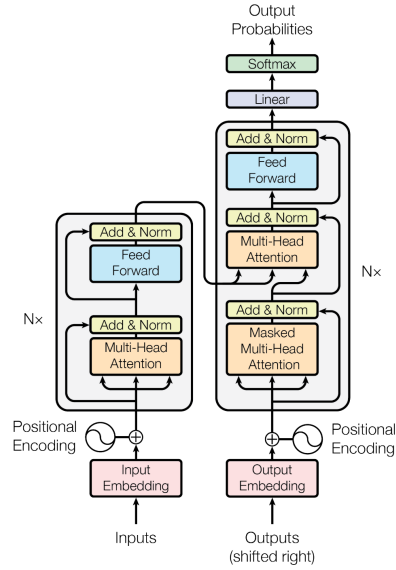 Output
Probabilities
Softmax
Linear
Add & Norm
Feed
Forward
Add & Norm
Multi-Head
Attention
Add & Norm
Masked
Multi-Head
Attention
Nx
Positional
Encoding
Output
Embedding
Outputs
(shifted right)
Add & Norm
Feed
Forward
Add & Norm
Multi-Head
Attention
Nx
Positional
Encoding
Input
Embedding
Inputs